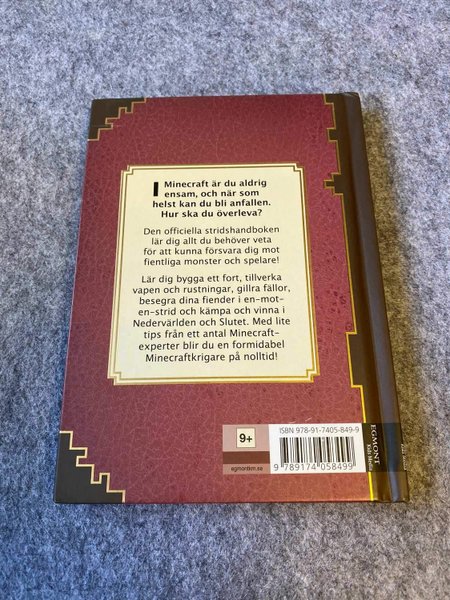 I Minecraft är du aldrig
ensam, och när som
helst kan du bli anfallen.
Hur ska du överleva?
Den officiella stridshandboken
lär dig allt du behöver veta
för att kunna försvara dig mot
fientliga monster och spelare!
Lär dig bygga ett fort, tillverka
vapen och rustningar, gillra fällor,
besegra dina fiender i en-mot-
en-strid och kämpa och vinna i
Nedervärlden och Slutet. Med lite
tips från ett antal Minecraft-
experter blir du en formidabel
Minecraftkrigare på nolltid!
ISBN 978-91-7405-849-9
9+
egmontkm.se
9 789174 058499
EGMONT
Kids Media